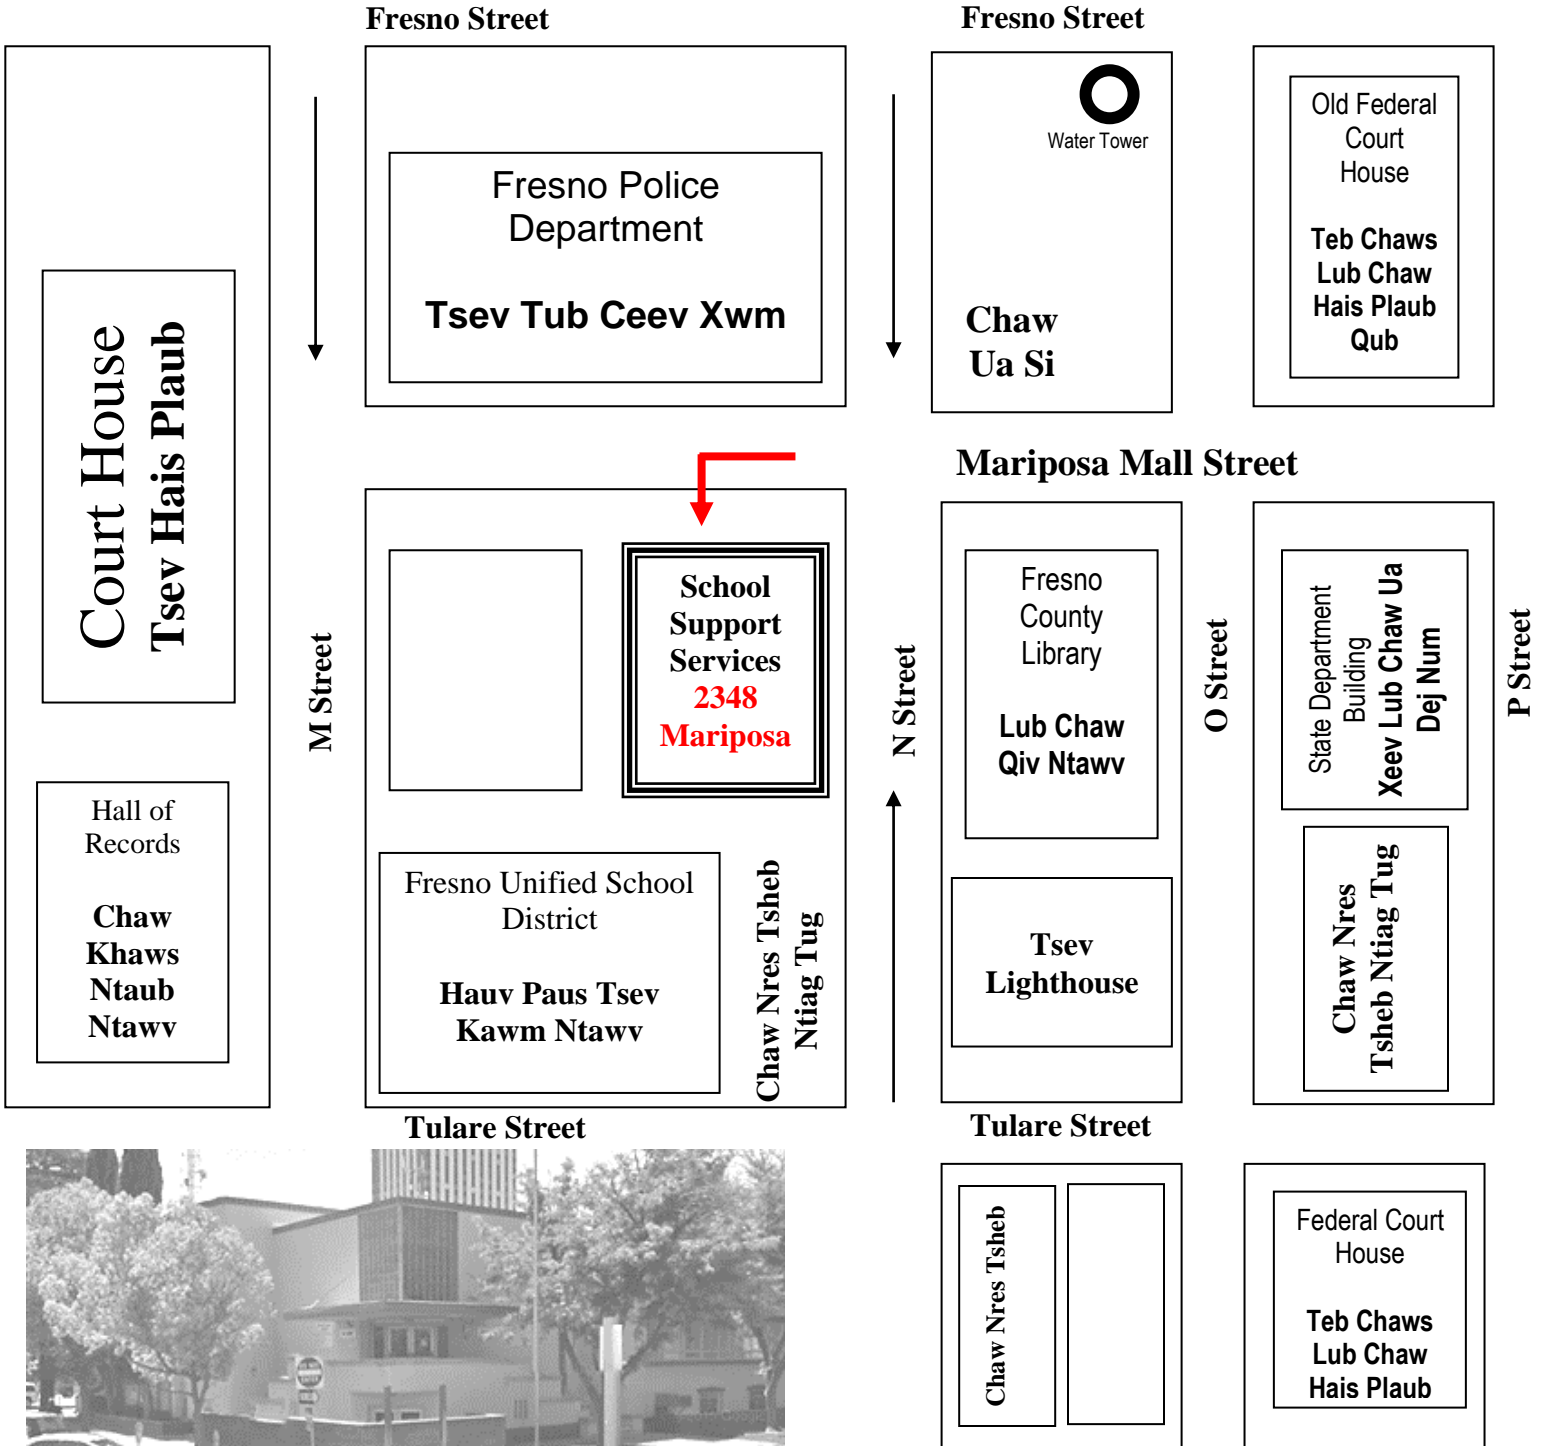 Fresno Street
Fresno Street
Water Tower
Chaw
Ua Si
Old Federal
Court
House
Teb Chaws
Lub Chaw
Hais Plaub
Qub
Fresno Police
Department
Tsev Tub Ceev Xwm
Court House
Tsev Hais Plaub
Mariposa Mall Street
School
Support
Services
2348
Mariposa
M Street
N Street
Fresno
County
Library
Lub Chaw
Qiv Ntawv
O Street
State Department
Building
Xeev Lub Chaw Ua
Dej Num
P Street
Hall of
Records
Chaw
Khaws
Ntaub
Ntawv
Fresno Unified School
District
Hauv Paus Tsev
Kawm Ntawv
Chaw Nres Tsheb
Ntiag Tug
Tsev
Lighthouse
Chaw Nres
Tsheb Ntiag Tug
Tulare Street
Tulare Street
Chaw Nres Tsheb
Federal Court
House
Teb Chaws
Lub Chaw
Hais Plaub